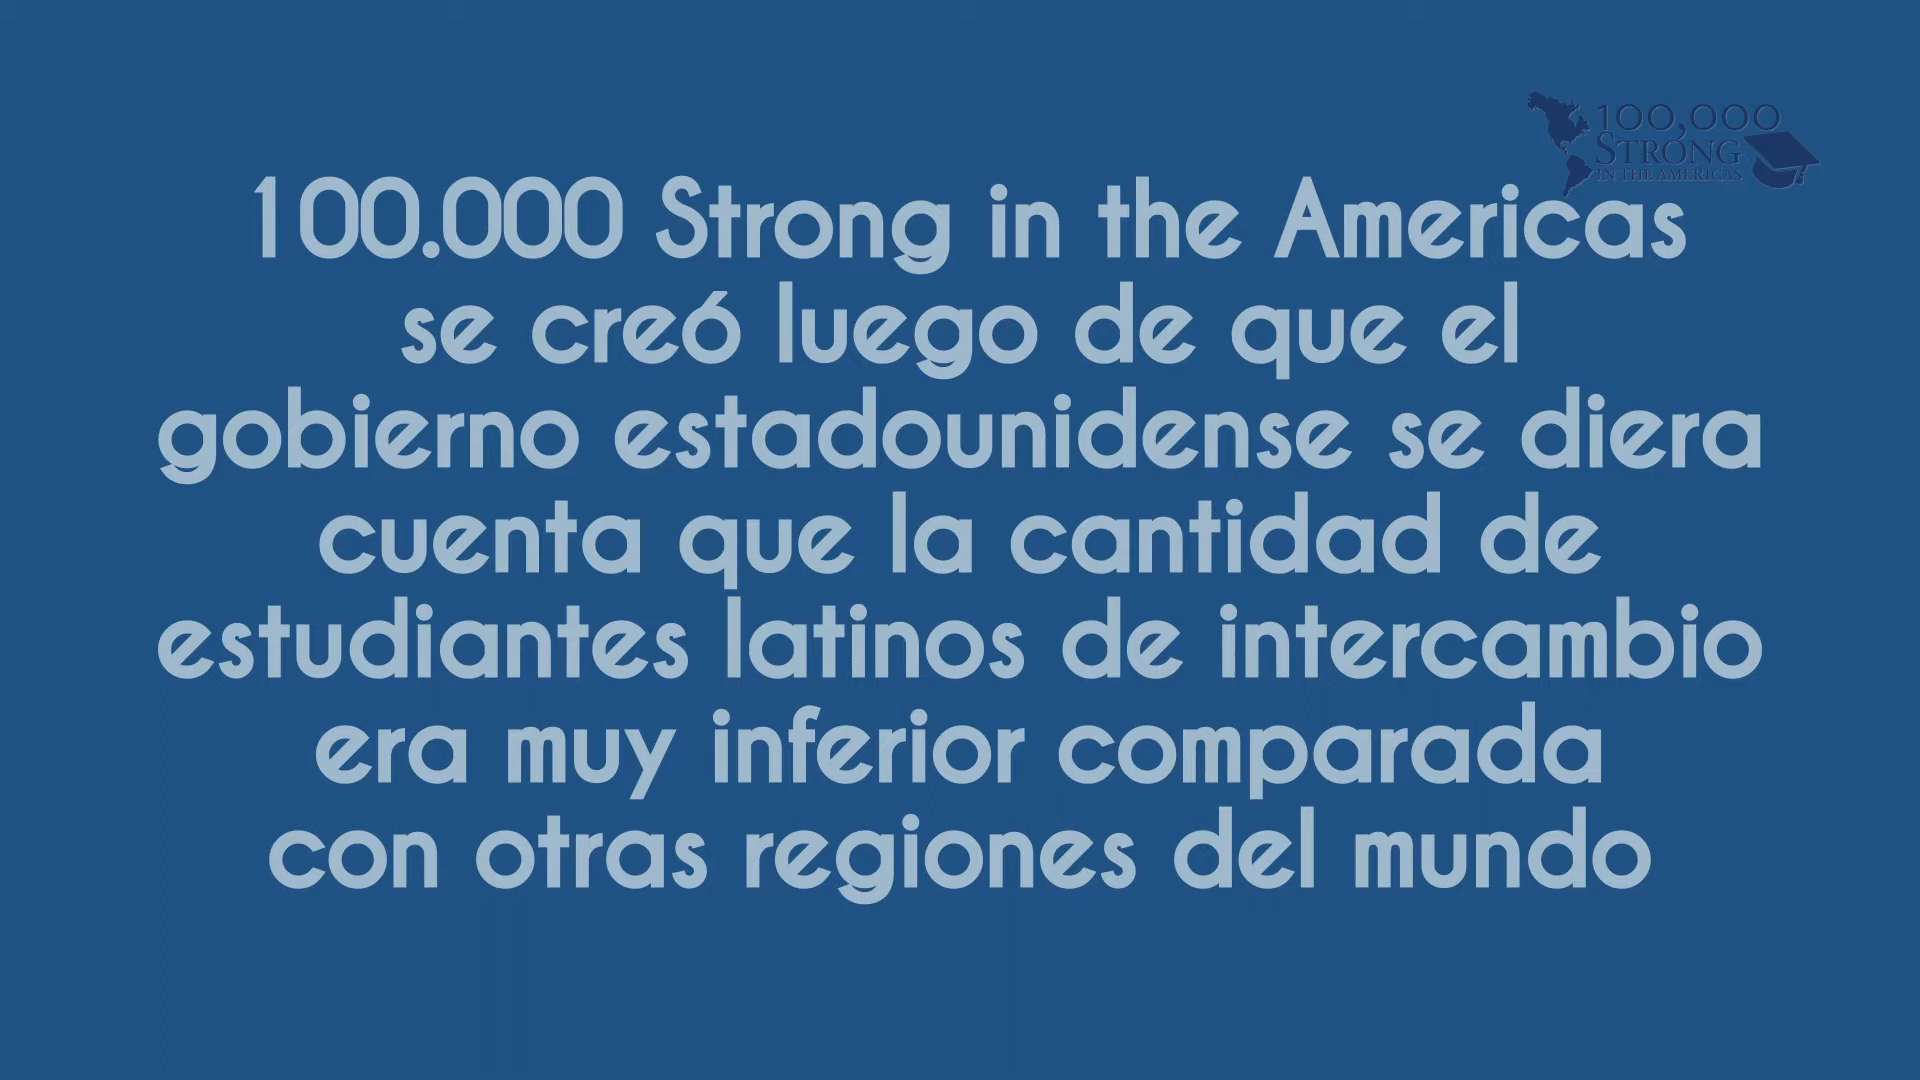 100,000
STRONG
IN THE AMERICAS
100.000 Strong in the Americas
se creó luego de que el
gobierno estadounidense se diera
cuenta que la cantidad de
estudiantes latinos de intercambio
era muy inferior comparada
con otras regiones del mundo